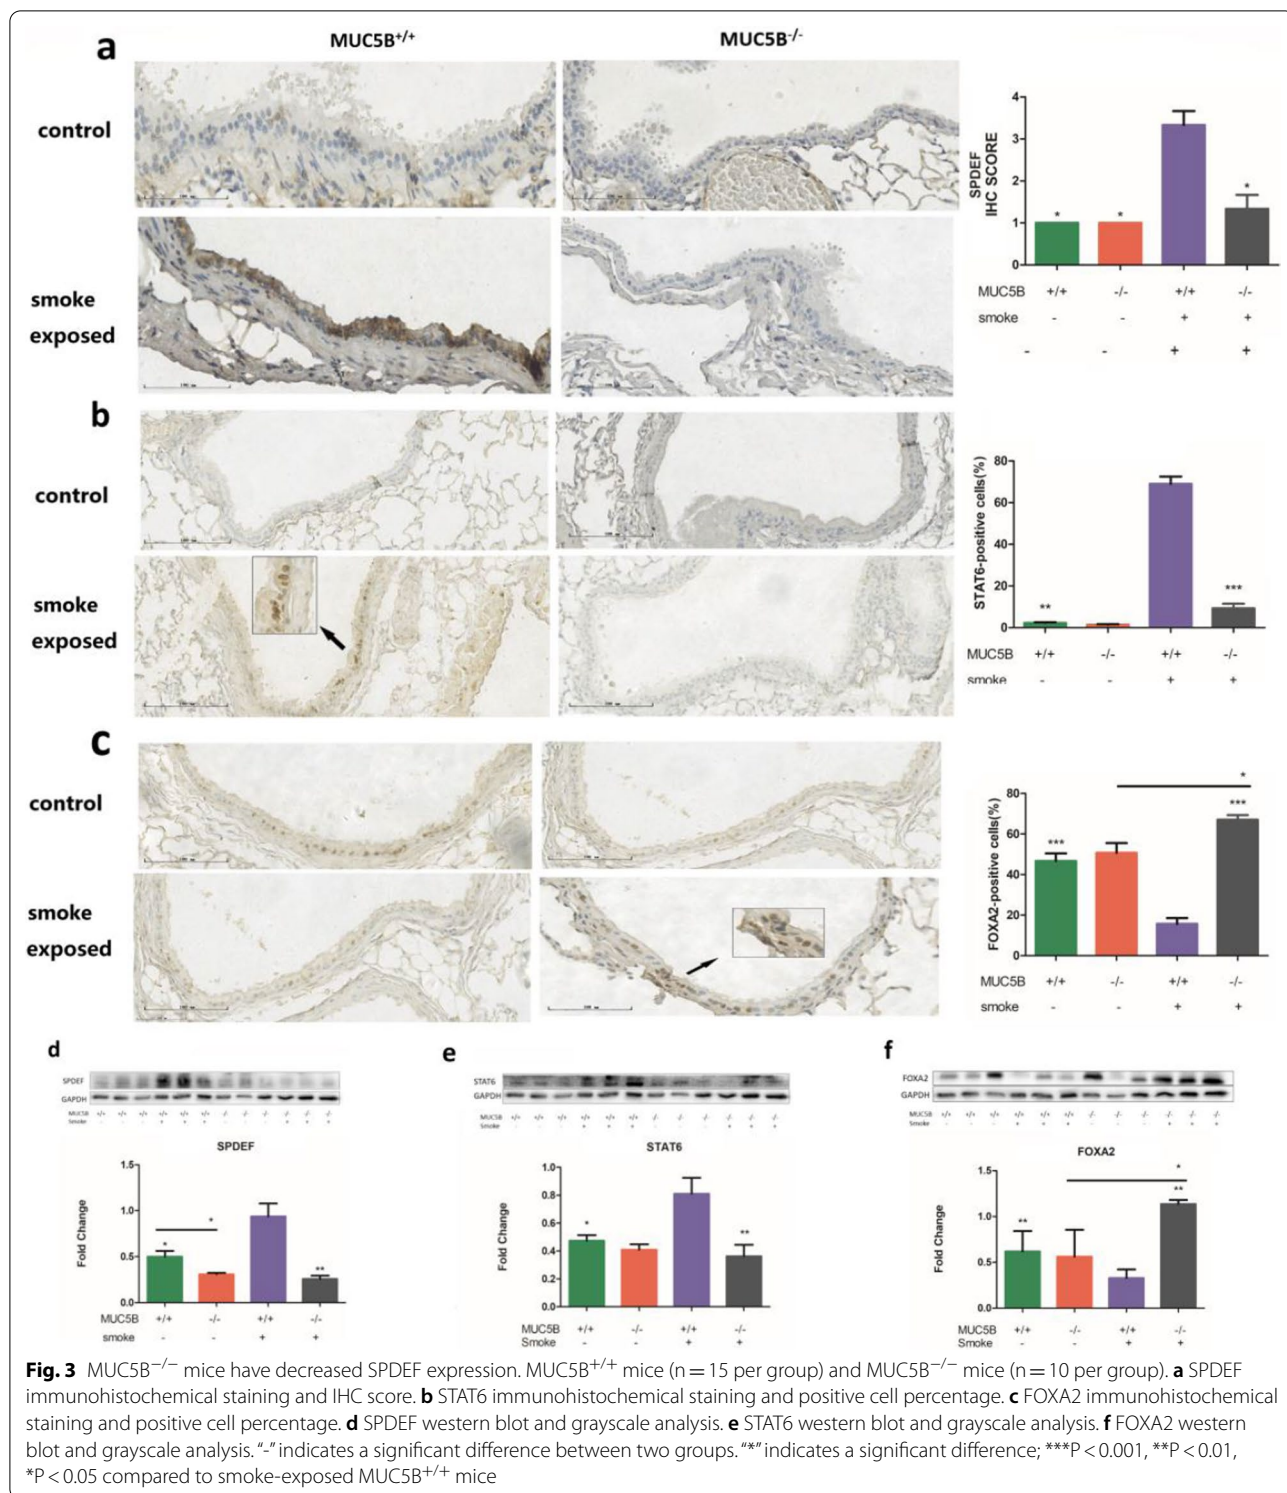 a
MUC5B+/+
MUC5B-/-
control
smoke
exposed
SPDEF
IHC SCORE
4
3
2
1
0
*
*
*
MUC5B +/+ -/- +/+ -/-
smoke - - + +
- - + +
b
control
smoke
exposed
STAT6-positive cells(%)
80
60
40
20
0
**
***
MUC5B +/+ -/- +/+ -/-
smoke - - + +
c
control
smoke
exposed
FOXA2-positive cells(%)
80
60
40
20
0
***
*
***
MUC5B +/+ -/- +/+ -/-
smoke - - + +
d
SPDEF
GAPDH
MUC5B +/+ +/+ +/+ +/+ +/+ +/+ -/- -/- -/- -/- -/- -/-
Smoke - - - + + + - - - + + +
SPDEF
Fold Change
1.5
1.0
0.5
0.0
*
*
**
MUC5B +/+ -/- +/+ -/-
smoke - - + +
e
STAT6
GAPDH
MUC5B +/+ +/+ +/+ +/+ +/+ +/+ -/- -/- -/- -/- -/- -/-
Smoke - - - + + + - - - + + +
STAT6
Fold Change
1.0
0.8
0.6
0.4
0.2
0.0
*
**
MUC5B +/+ -/- +/+ -/-
Smoke - - + +
f
FOXA2
GAPDH
MUC5B +/+ +/+ +/+ +/+ +/+ +/+ -/- -/- -/- -/- -/- -/-
Smoke - - - + + + - - - + + +
FOXA2
Fold Change
1.5
1.0
0.5
0.0
**
*
**
MUC5B +/+ -/- +/+ -/-
Smoke - - + +
Fig. 3 MUC5B−/− mice have decreased SPDEF expression. MUC5B+/+ mice (n = 15 per group) and MUC5B−/− mice (n = 10 per group). a SPDEF
immunohistochemical staining and IHC score. b STAT6 immunohistochemical staining and positive cell percentage. c FOXA2 immunohistochemical
staining and positive cell percentage. d SPDEF western blot and grayscale analysis. e STAT6 western blot and grayscale analysis. f FOXA2 western
blot and grayscale analysis. “-” indicates a significant difference between two groups. “*” indicates a significant difference; ***P < 0.001, **P < 0.01,
*P < 0.05 compared to smoke-exposed MUC5B+/+ mice